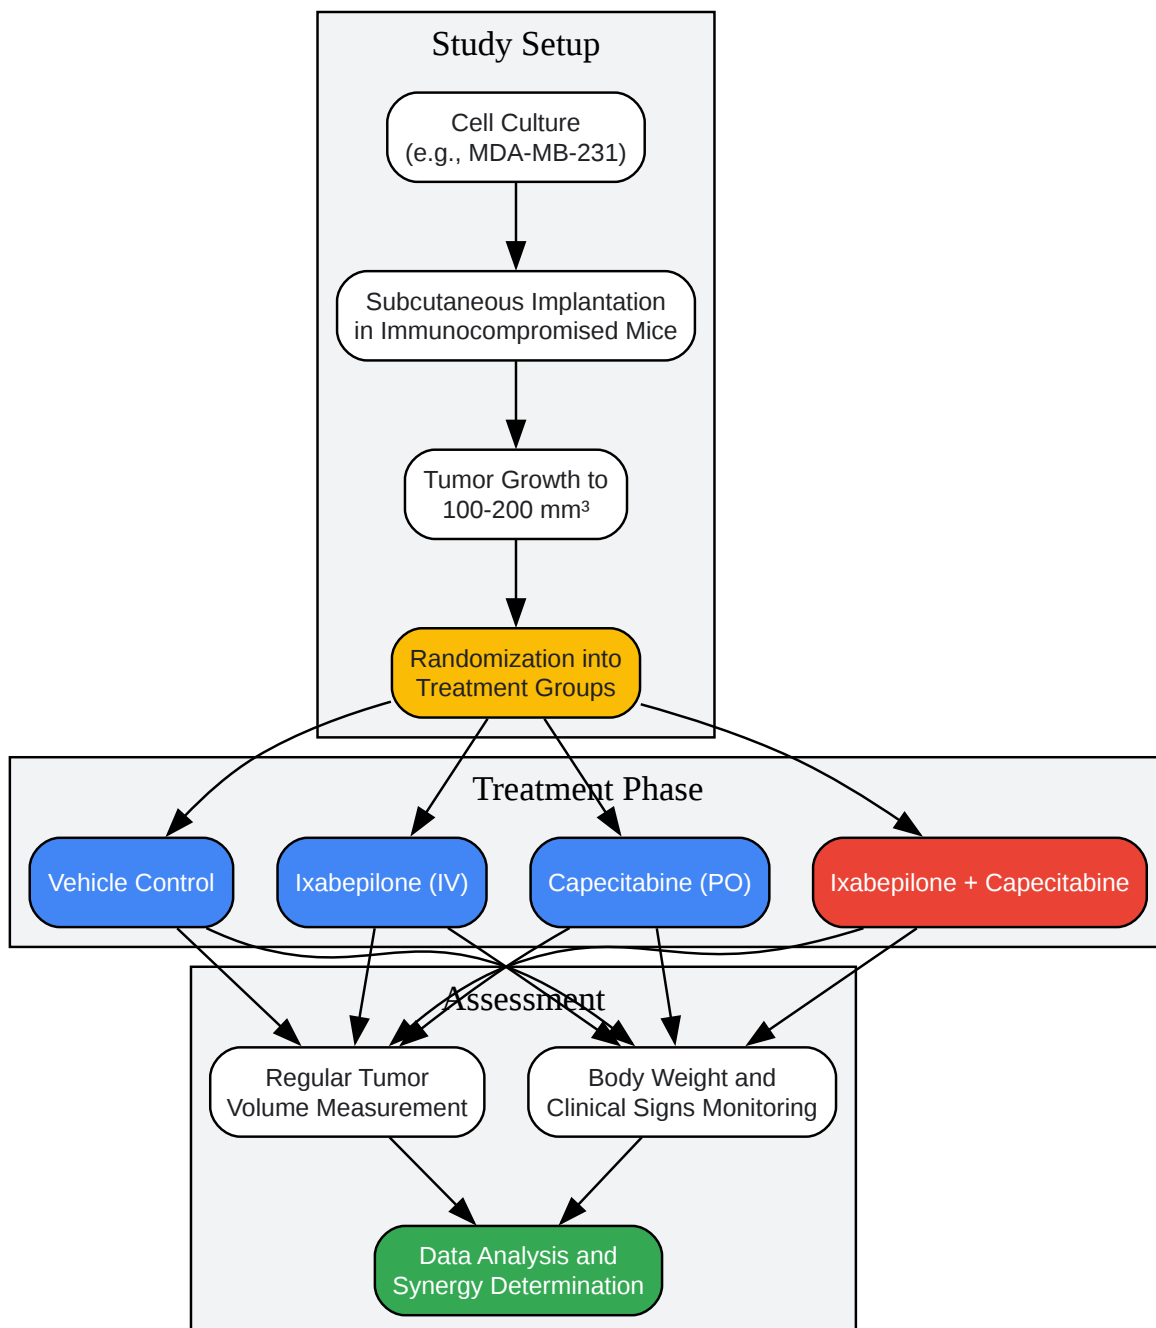 Study Setup
Cell Culture
(e.g., MDA-MB-231)
Subcutaneous Implantation
in Immunocompromised Mice
Tumor Growth to
100-200 mm³
Randomization into
Treatment Groups
Treatment Phase
Vehicle Control
Ixabepilone (IV)
Capecitabine (PO)
Ixabepilone + Capecitabine
Assessment
Regular Tumor
Volume Measurement
Body Weight and
Clinical Signs Monitoring
Data Analysis and
Synergy Determination